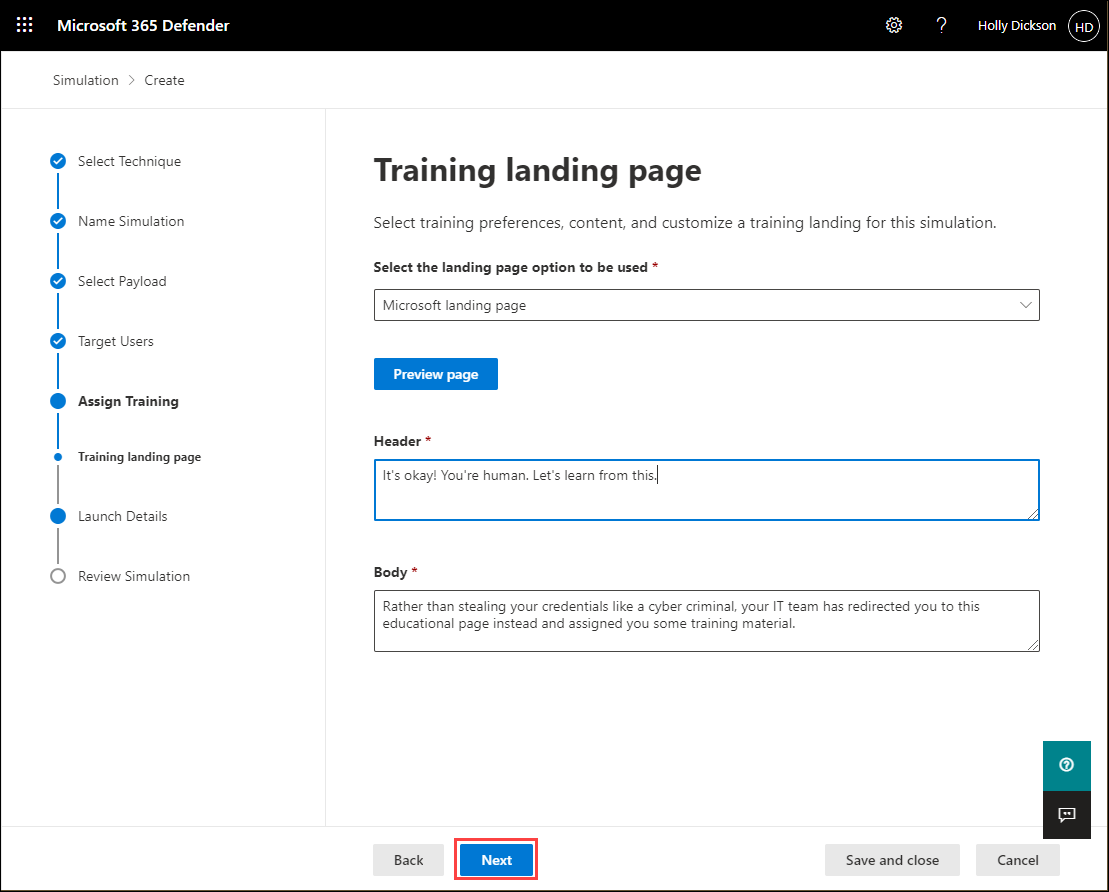 Microsoft 365 Defender
?
Holly Dickson
HD
Simulation > Create
Select Technique
Name Simulation
Select Payload
Target Users
Assign Training
Training landing page
Launch Details
Review Simulation
Training landing page
Select training preferences, content, and customize a training landing for this simulation.
Select the landing page option to be used *
Microsoft landing page
Preview page
Header *
It's okay! You're human. Let's learn from this.
Body *
Rather than stealing your credentials like a cyber criminal, your IT team has redirected you to this
educational page instead and assigned you some training material.
Back
Next
Save and close
Cancel